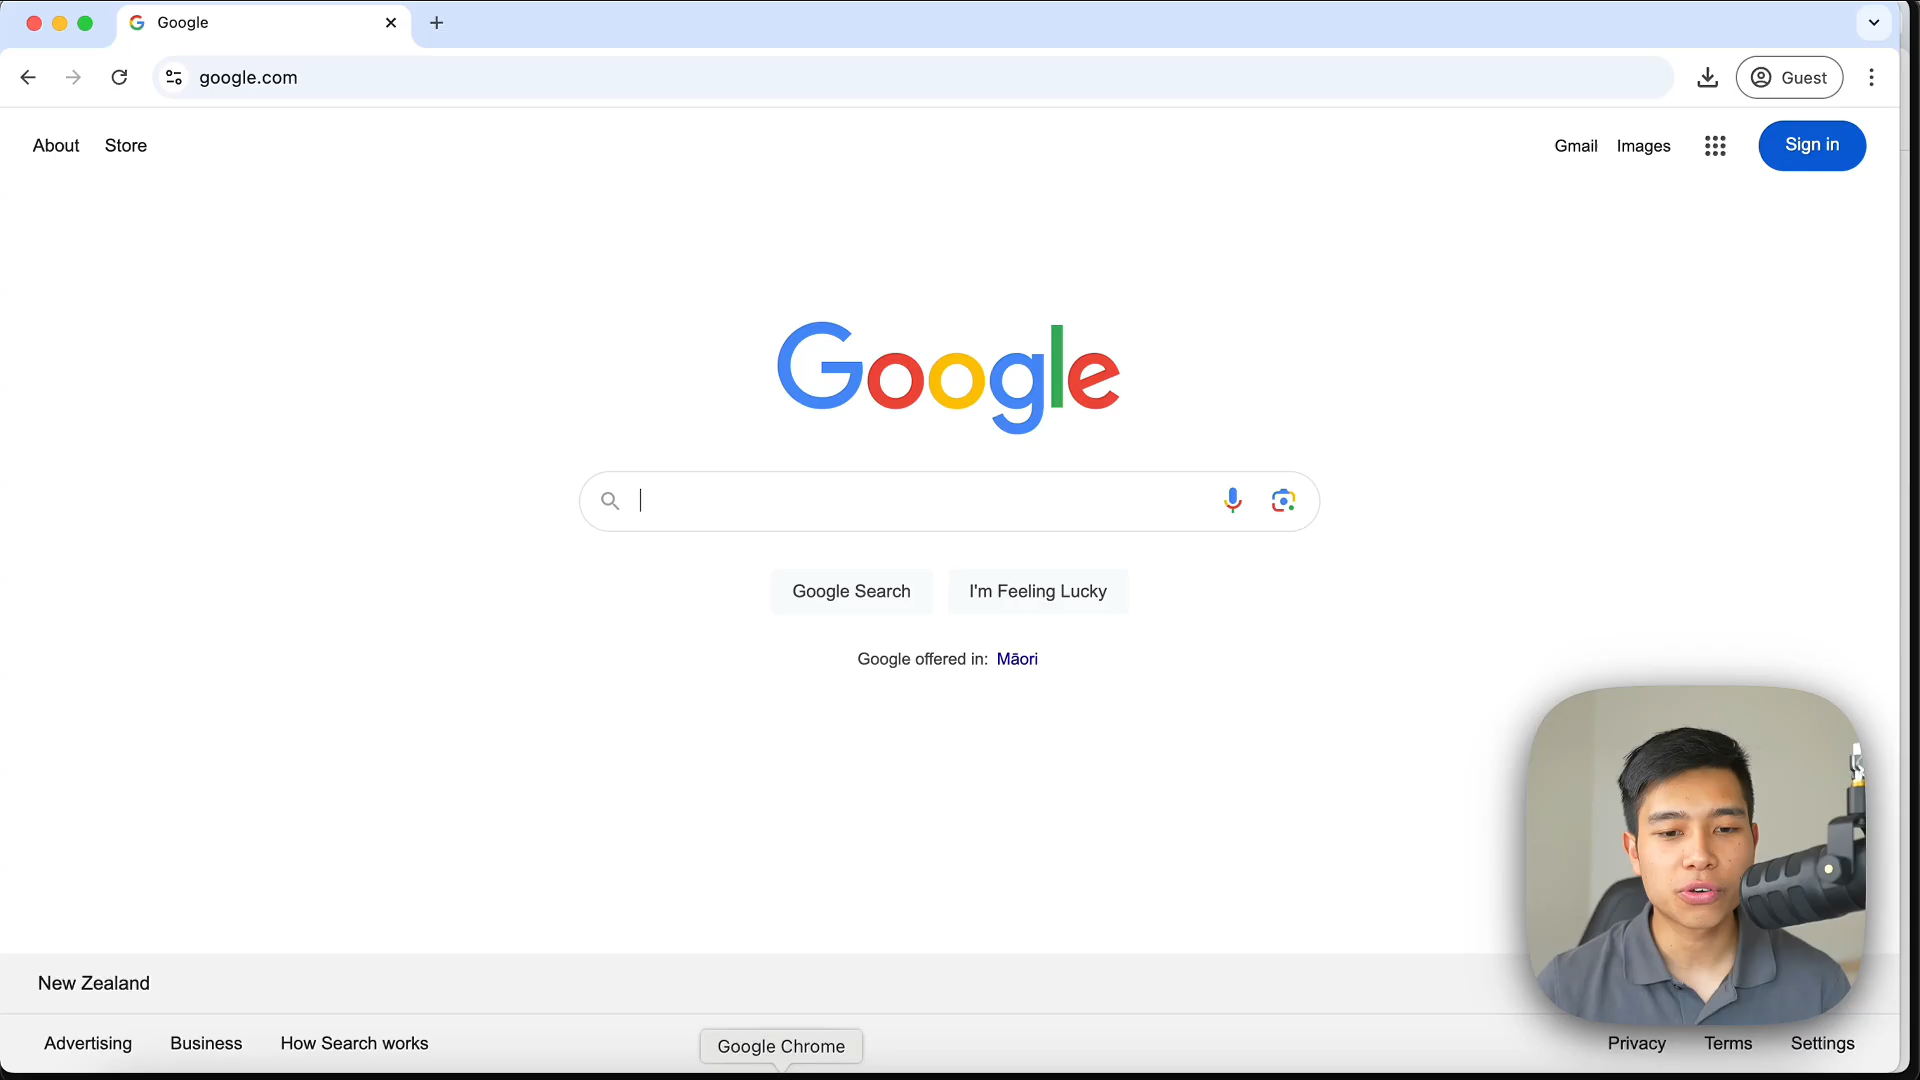 Google
google.com
Guest
About
Store
Gmail
Images
Sign in
Google
Google Search
I'm Feeling Lucky
Google offered in: Māori
New Zealand
Advertising
Business
How Search works
Google Chrome
Privacy
Terms
Settings